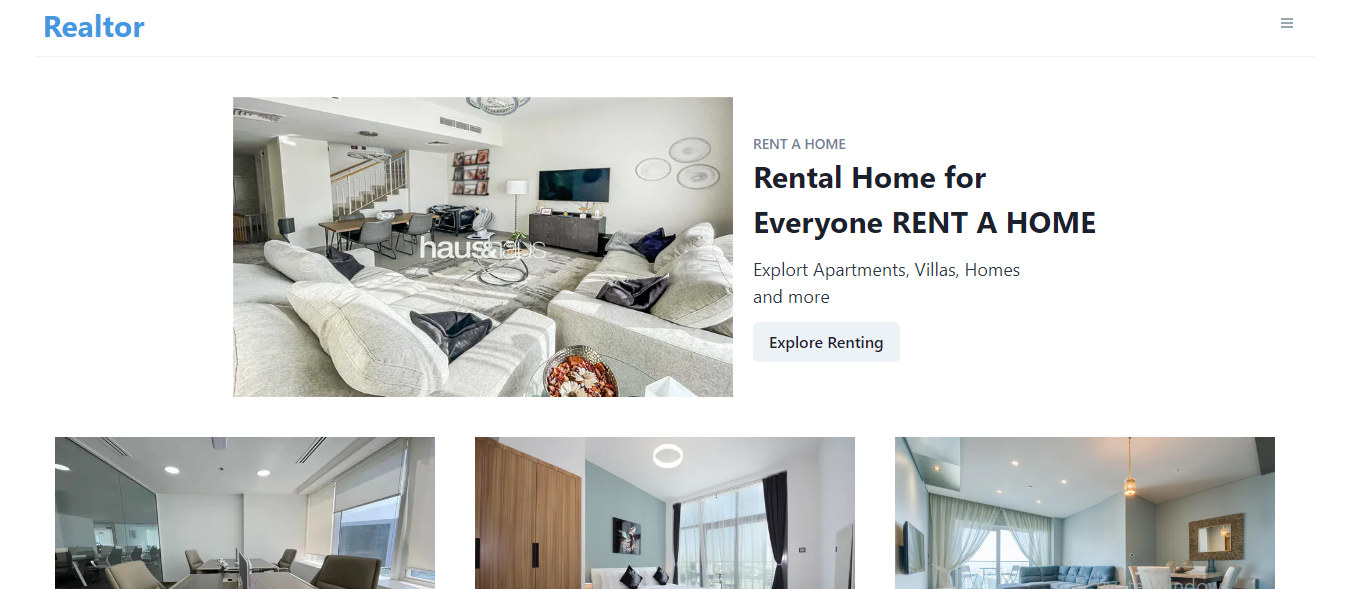 Realtor
RENT A HOME
Rental Home for
Everyone RENT A HOME
Explort Apartments, Villas, Homes
and more
Explore Renting
haus&haus